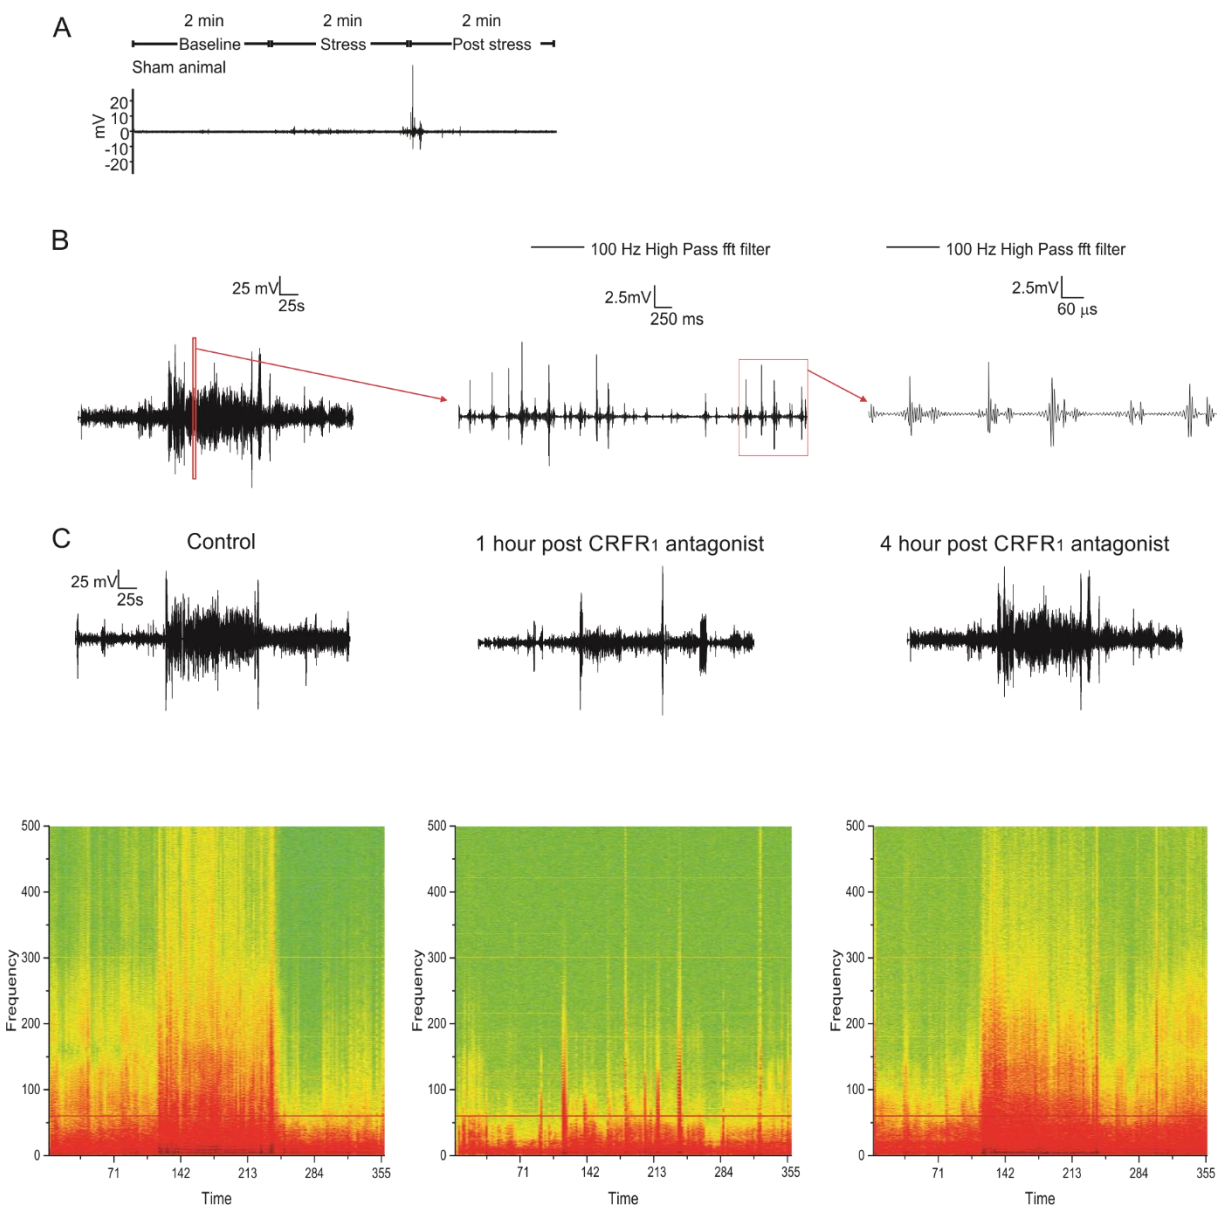 A
2 min 2 min 2 min
Baseline Stress Post stress
Sham animal
mV
20
10
0
-10
-20
B
100 Hz High Pass fft filter 100 Hz High Pass fft filter
25 mV 25s
2.5mV 250 ms
2.5mV 60 μs
C
Control 1 hour post CRFR1 antagonist 4 hour post CRFR1 antagonist
25 mV 25s
Frequency
500
400
300
200
100
0
71 142 213 284 355
Time
Frequency
500
400
300
200
100
0
71 142 213 284 355
Time
Frequency
500
400
300
200
100
0
71 142 213 284 355
Time